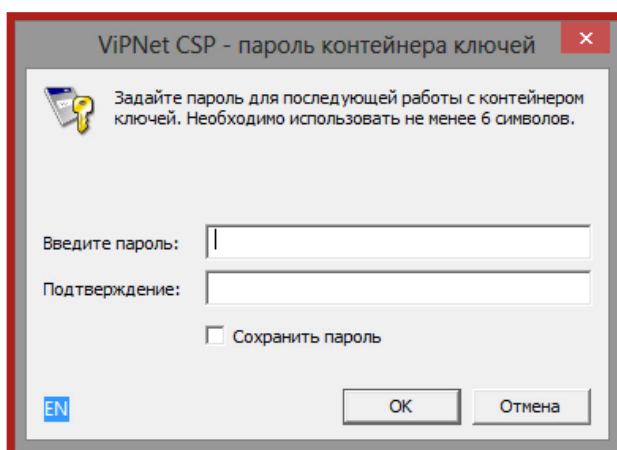 ViPNet CSP - пароль контейнера ключей
Задайте пароль для последующей работы с контейнером
ключей. Необходимо использовать не менее 6 символов.
Введите пароль:
Подтверждение:
Сохранить пароль
EN
OK
Отмена